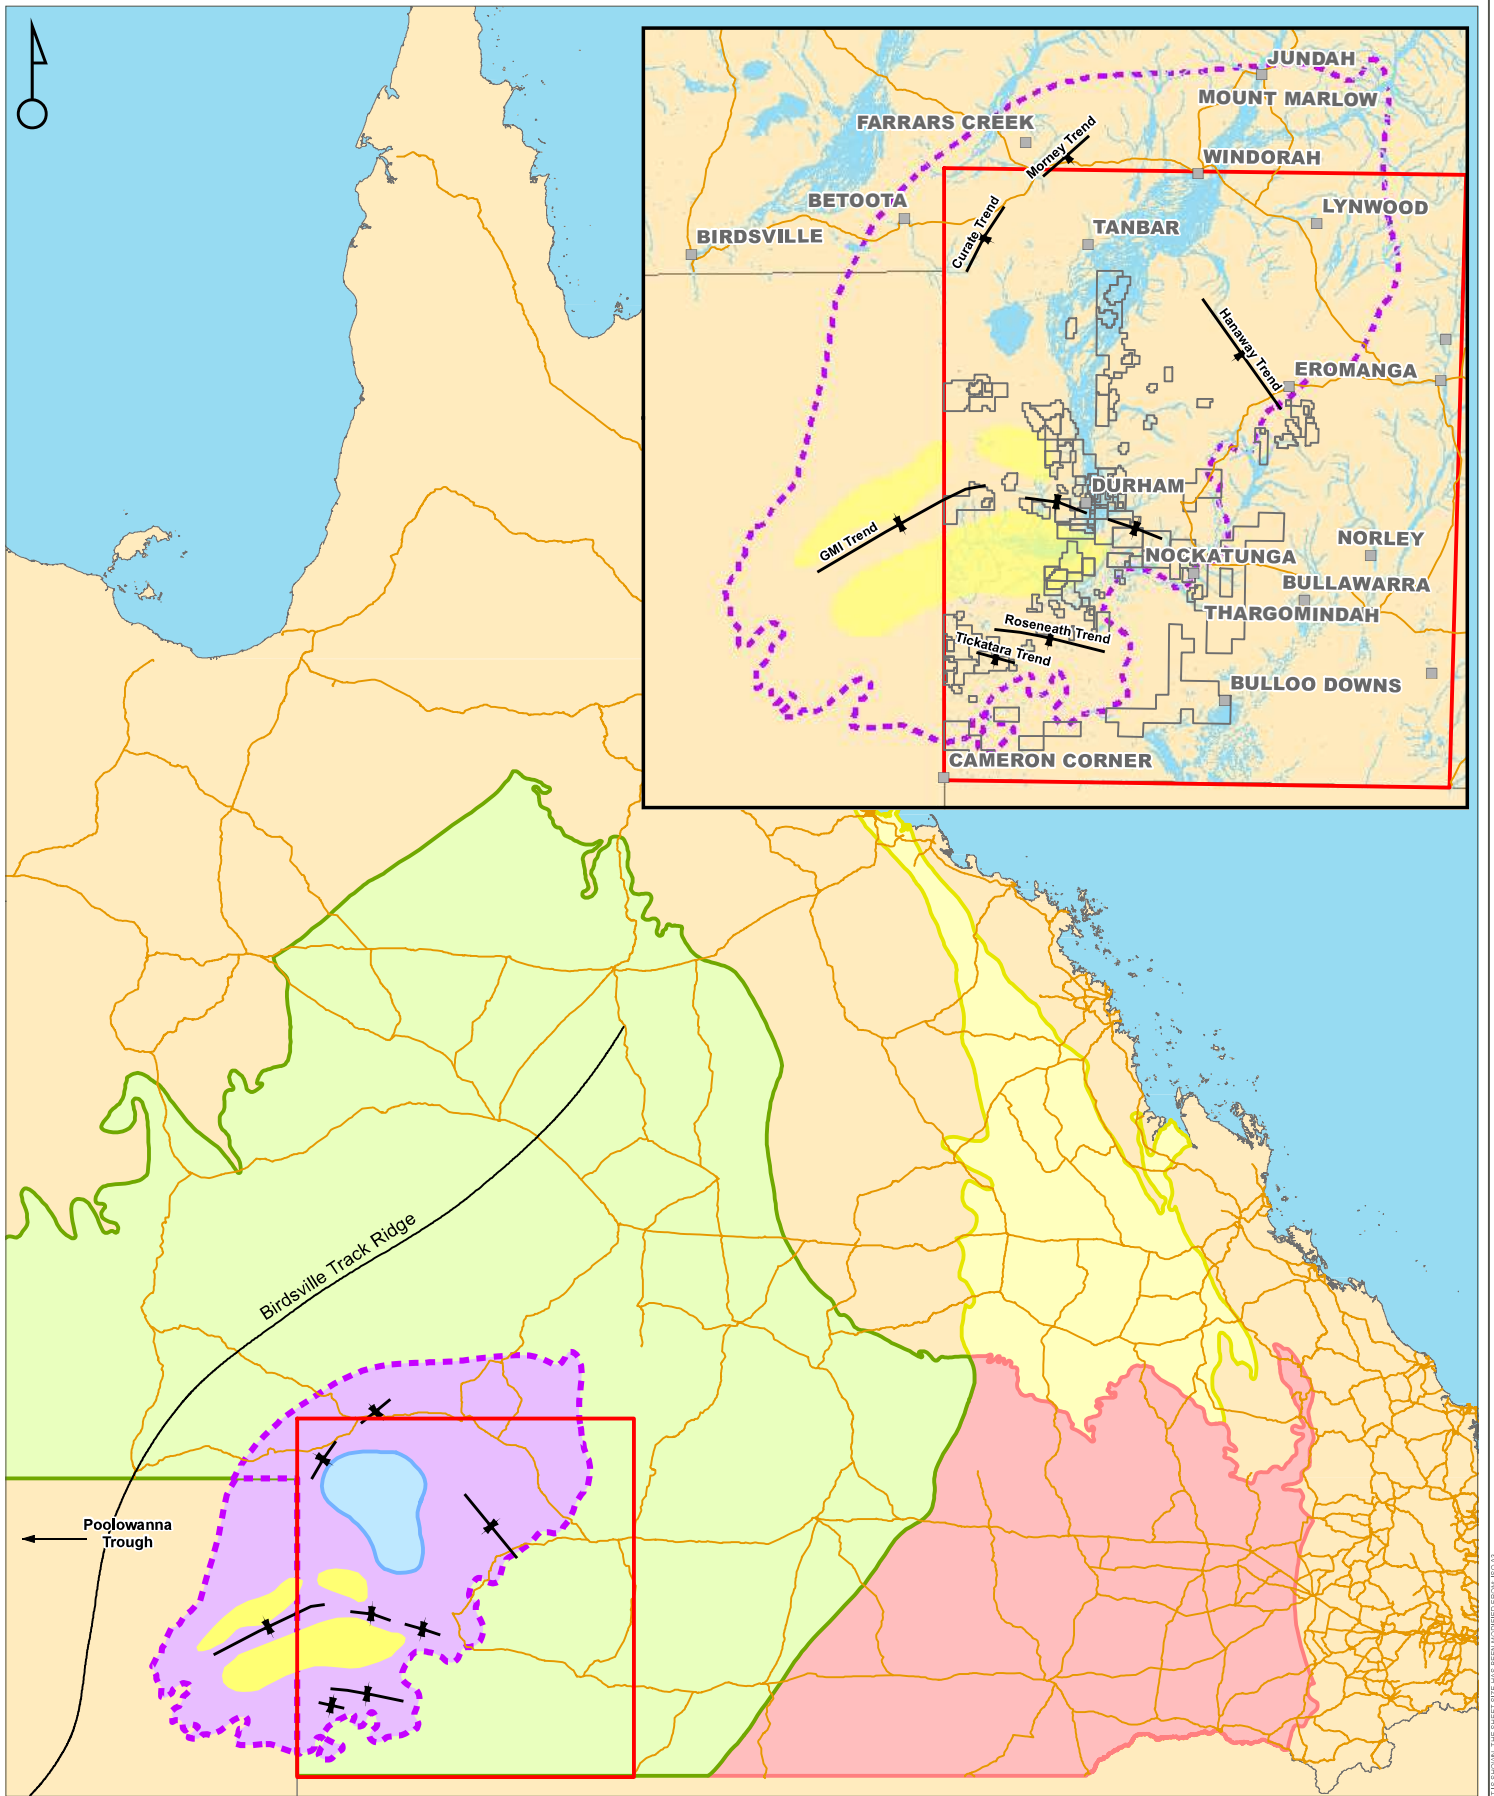 JUNDAH
MOUNT MARLOW
FARRARS CREEK
Morney Trend
WINDORAH
BETOOTA
LYNWOOD
BIRDSVILLE
Curate Trend
TANBAR
Hanaway Trend
EROMANGA
DURHAM
GMI Trend
NORLEY
NOCKATUNGA
BULLAWARRA
THARGOMINDAH
Roseneath Trend
Tickatara Trend
BULLOO DOWNS
CAMERON CORNER
Birdsville Track Ridge
Poolowanna
Trough